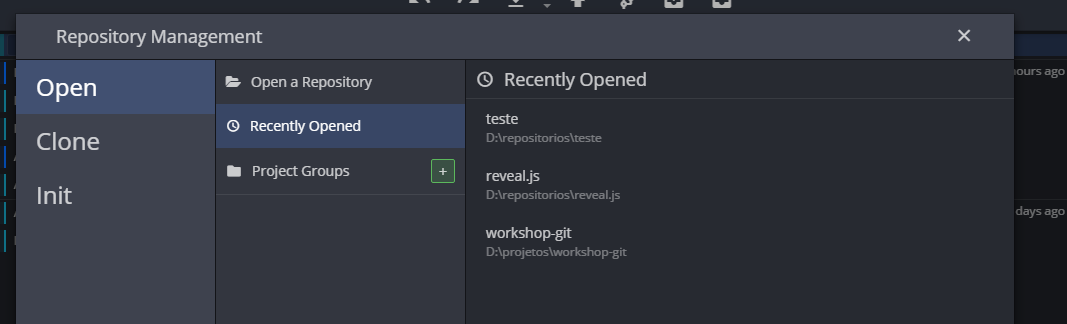 Repository Management
Open
Clone
Init
Open a Repository
Recently Opened
Project Groups
Recently Opened
teste
D:\repositorios\teste
reveal.js
D:\repositorios\reveal.js
workshop-git
D:\projetos\workshop-git
hours ago
days ago